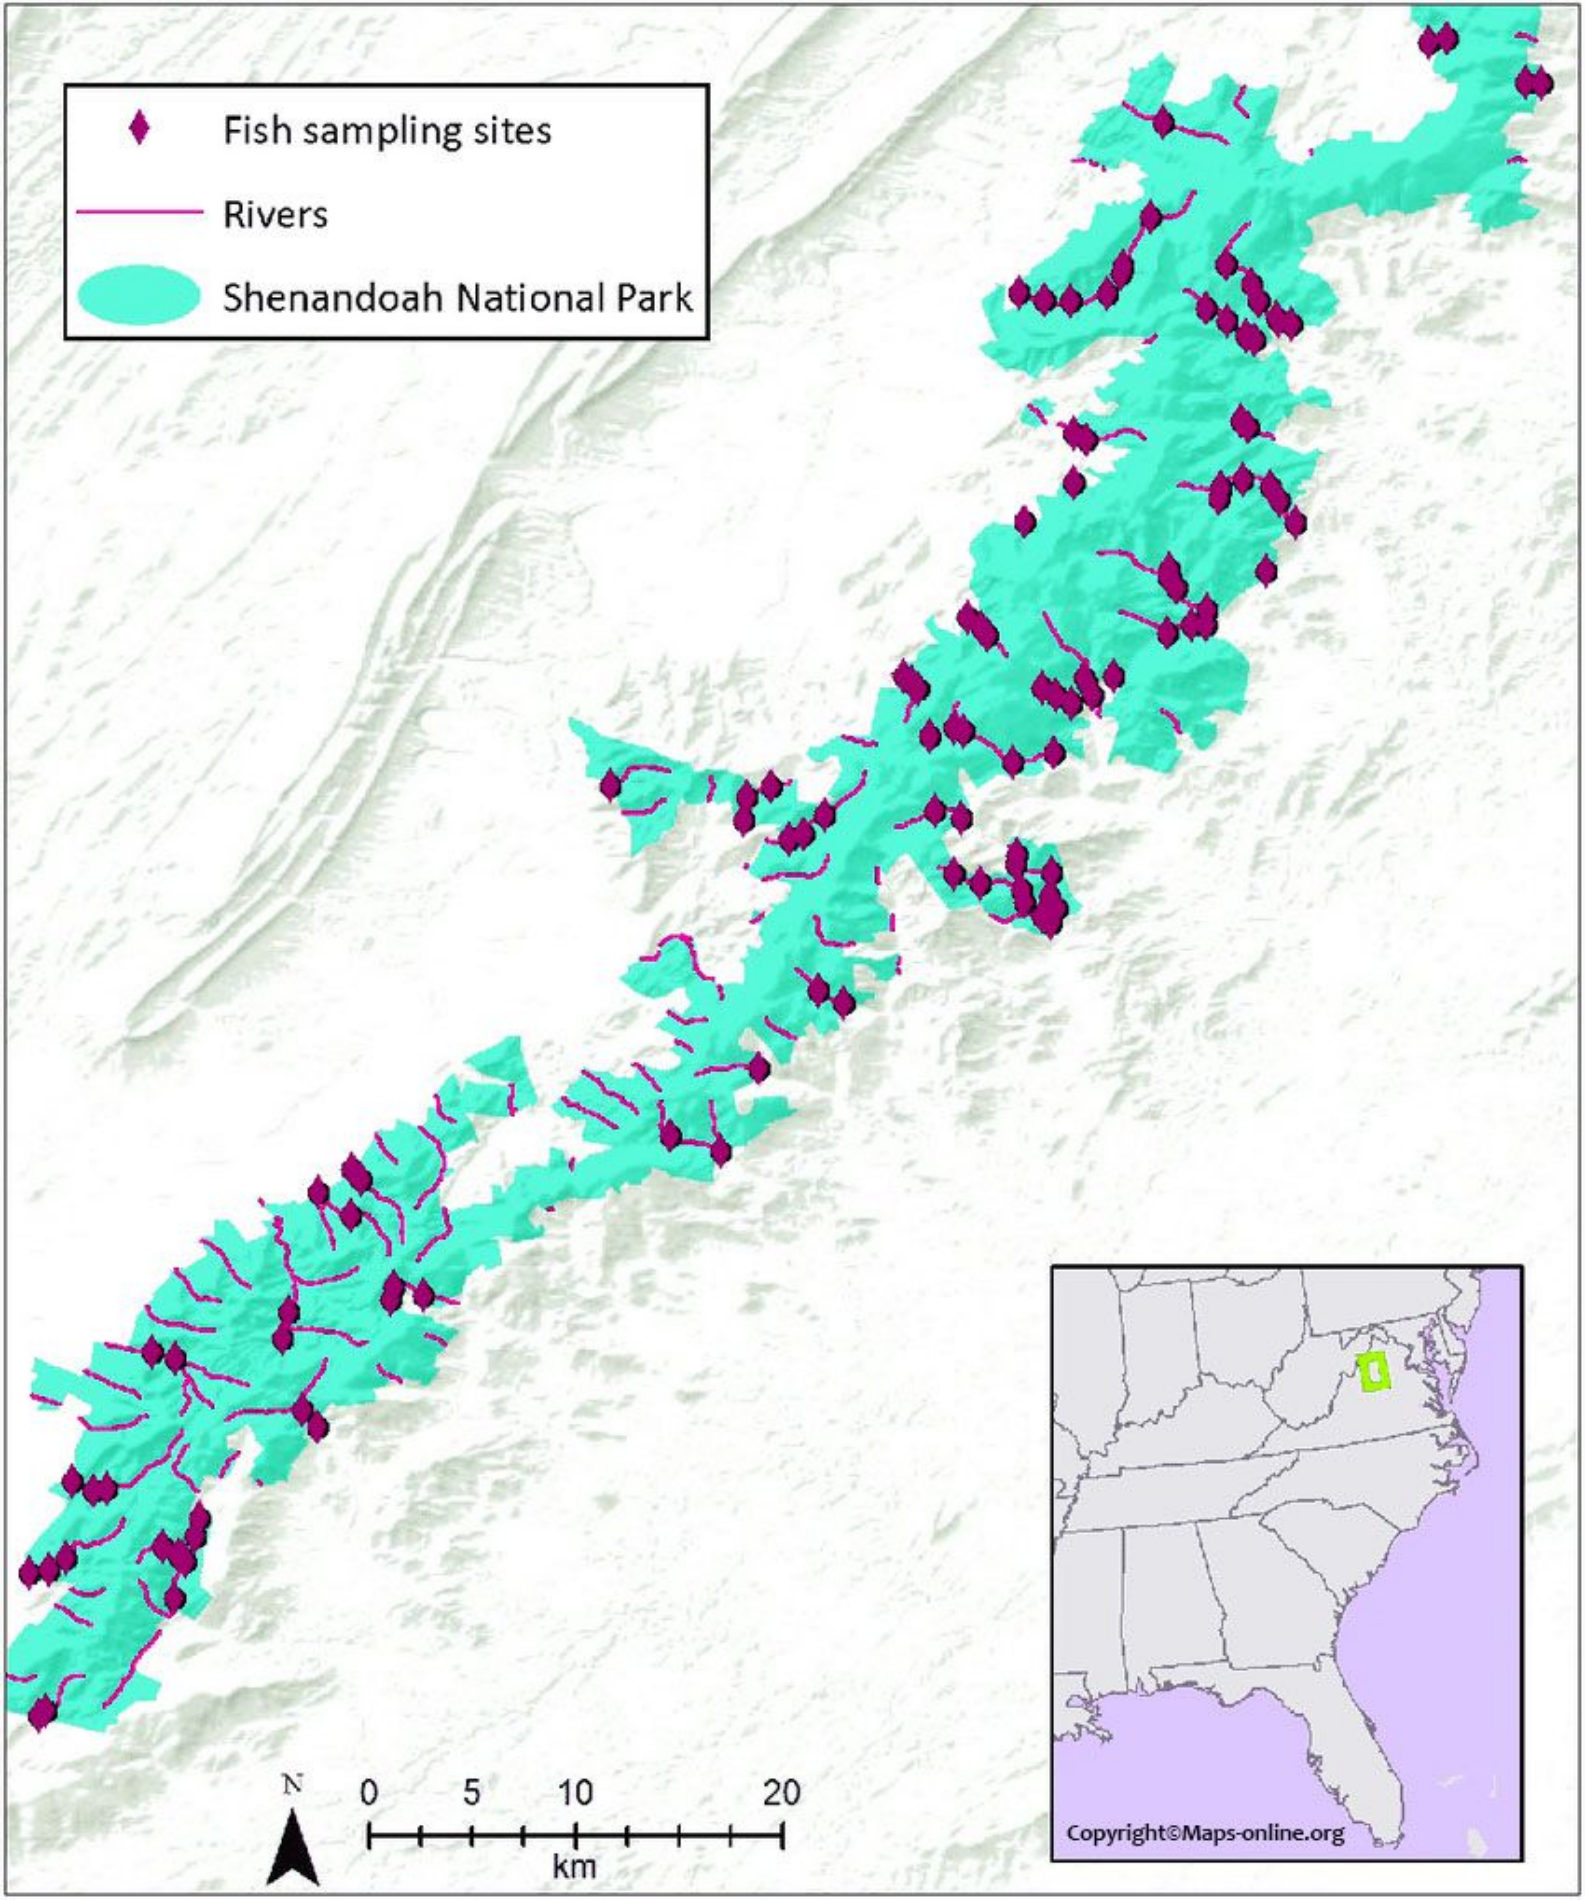 Fish sampling sites
Rivers
Shenandoah National Park
N
0 5 10 20
km
Copyright©Maps-online.org